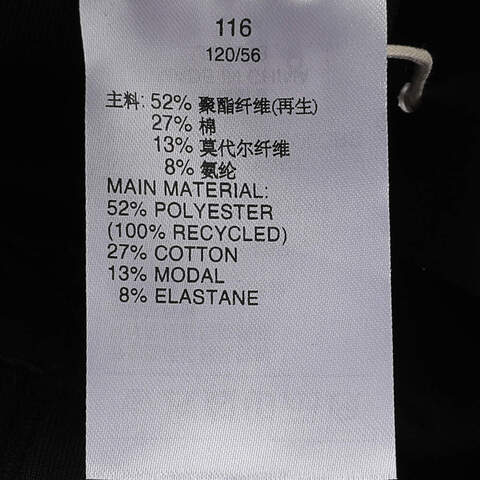 116
120/56
主料: 52% 聚酯纤维(再生)
27% 棉
13% 莫代尔纤维
8% 氨纶
MAIN MATERIAL:
52% POLYESTER
(100% RECYCLED)
27% COTTON
13% MODAL
8% ELASTANE